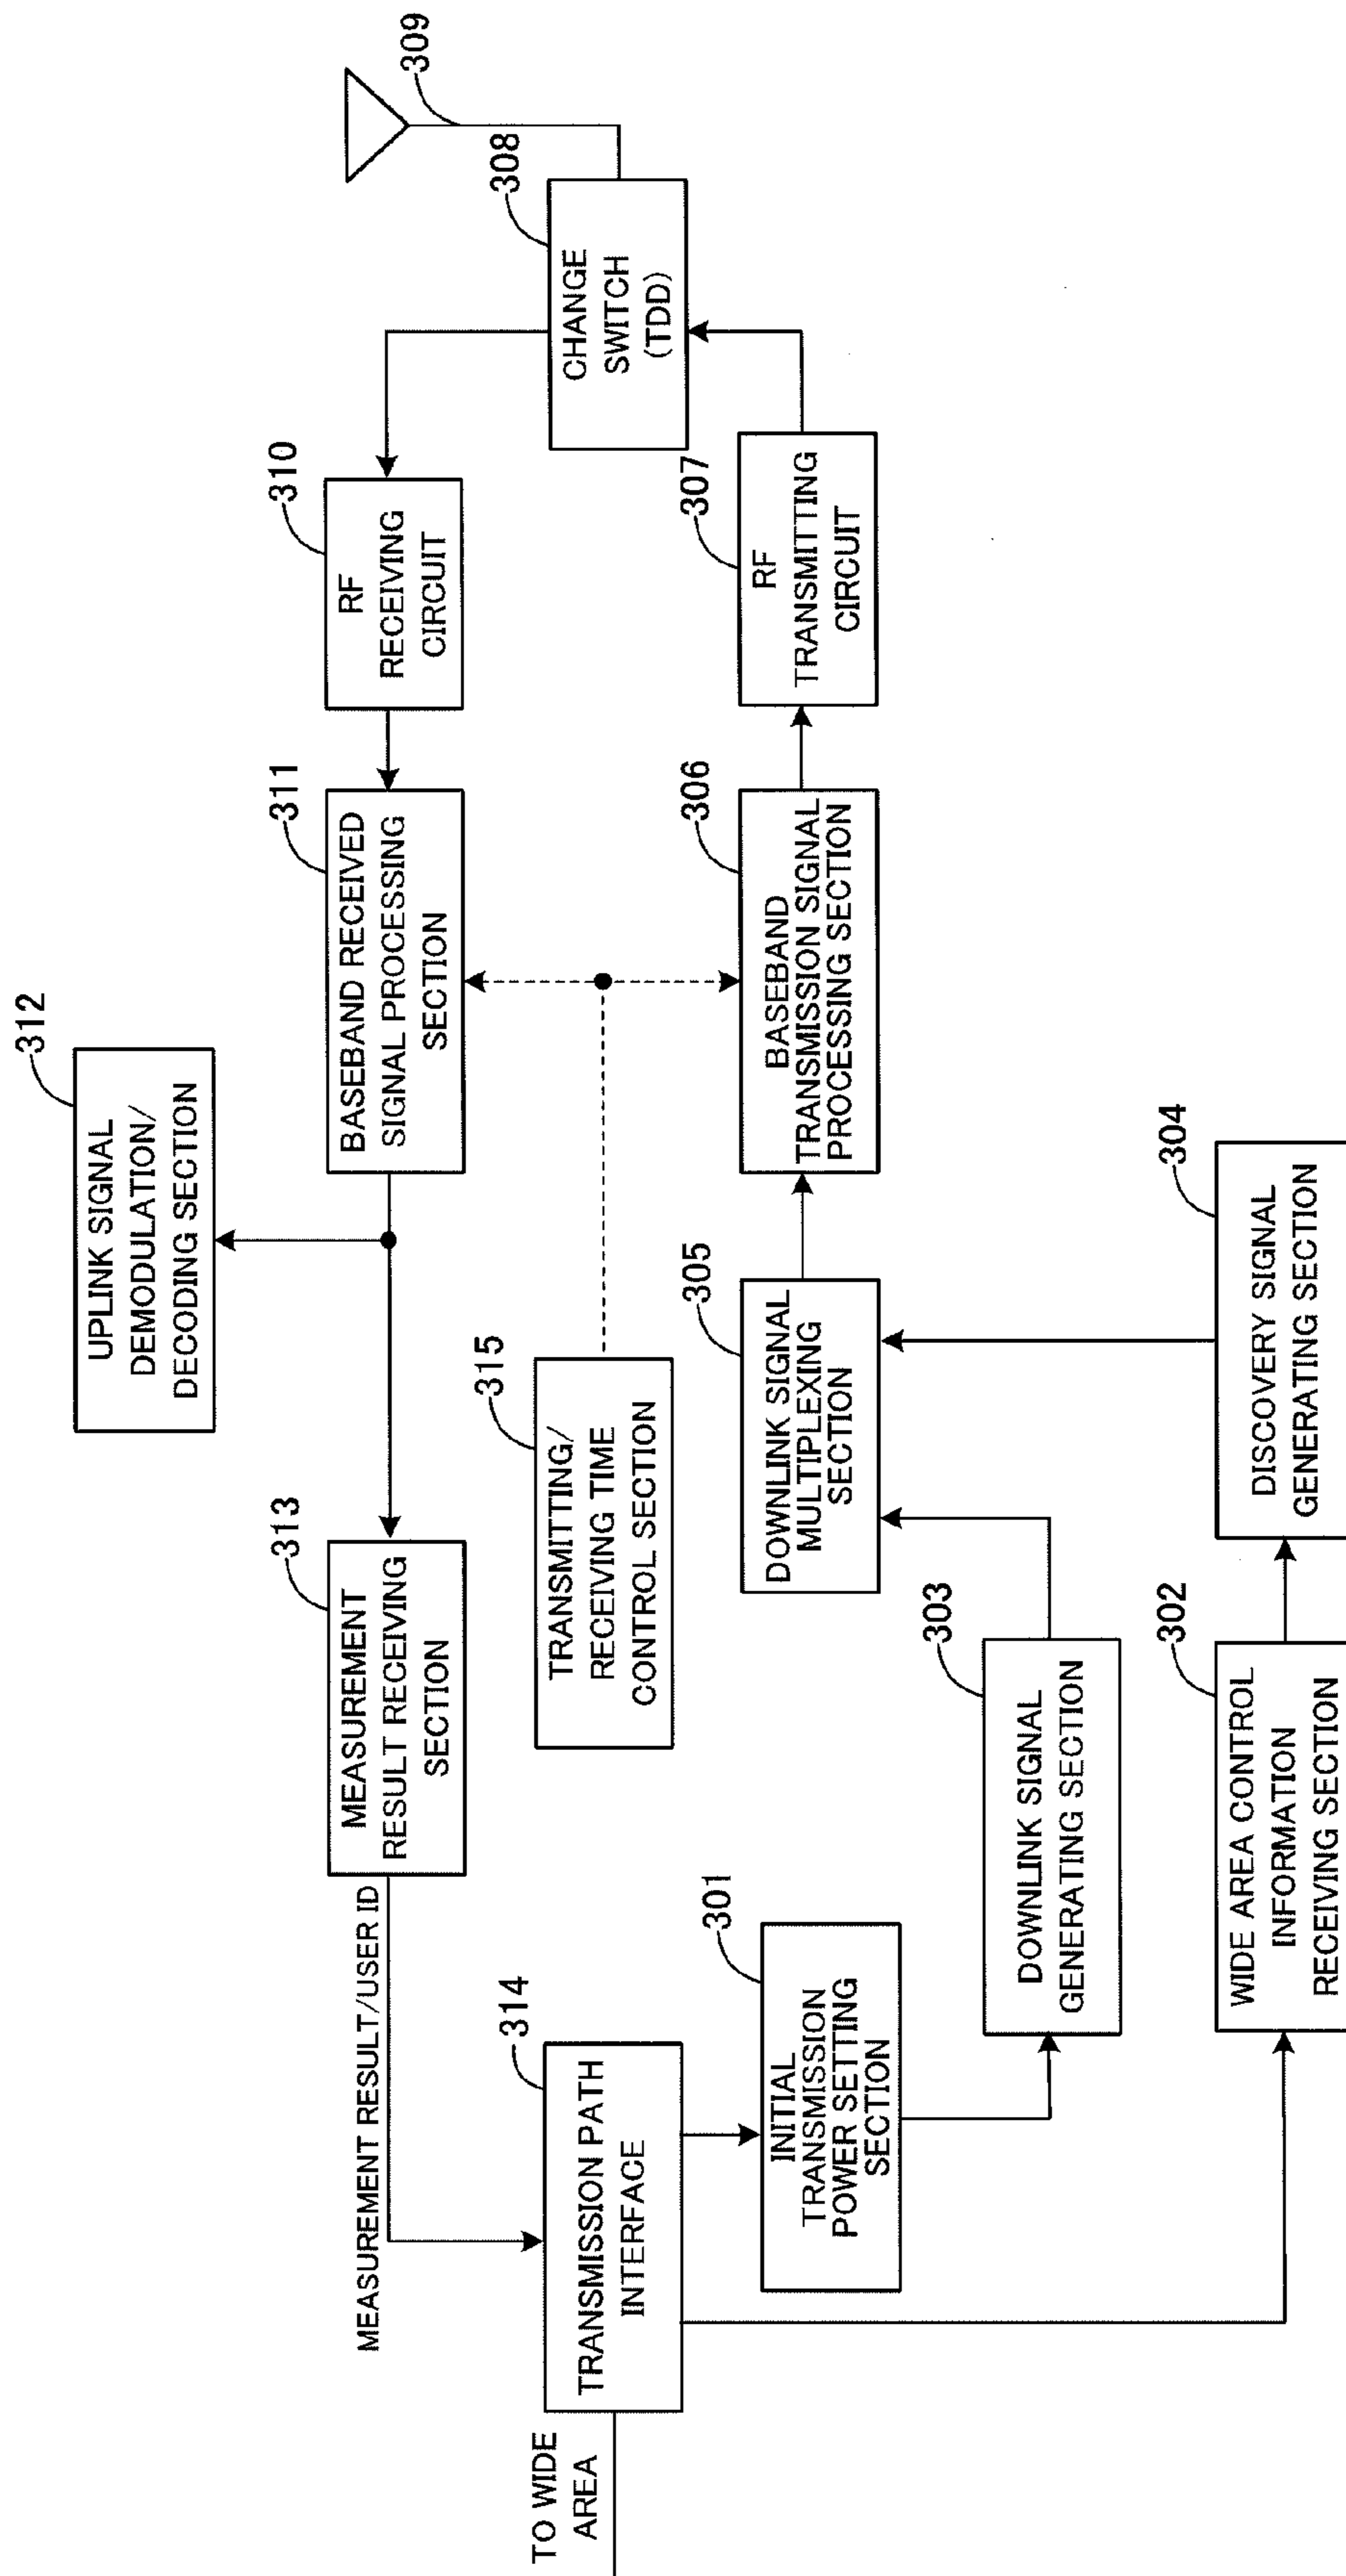 309
308
CHANGE
SWITCH
(TDD)
310
RF
RECEIVING
CIRCUIT
307
RF
TRANSMITTING
CIRCUIT
311
BASEBAND RECEIVED
SIGNAL PROCESSING
SECTION
306
BASEBAND
TRANSMISSION SIGNAL
PROCESSING SECTION
312
UPLINK SIGNAL
DEMODULATION/
DECODING SECTION
304
DISCOVERY SIGNAL
GENERATING SECTION
305
DOWNLINK SIGNAL
MULTIPLEXING
SECTION
315
TRANSMITTING/
RECEIVING TIME
CONTROL SECTION
313
MEASUREMENT
RESULT RECEIVING
SECTION
303
DOWNLINK SIGNAL
GENERATING SECTION
302
WIDE AREA CONTROL
INFORMATION
RECEIVING SECTION
MEASUREMENT RESULT/USER ID
301
INITIAL
TRANSMISSION
POWER SETTING
SECTION
314
TRANSMISSION PATH
INTERFACE
TO WIDE
AREA